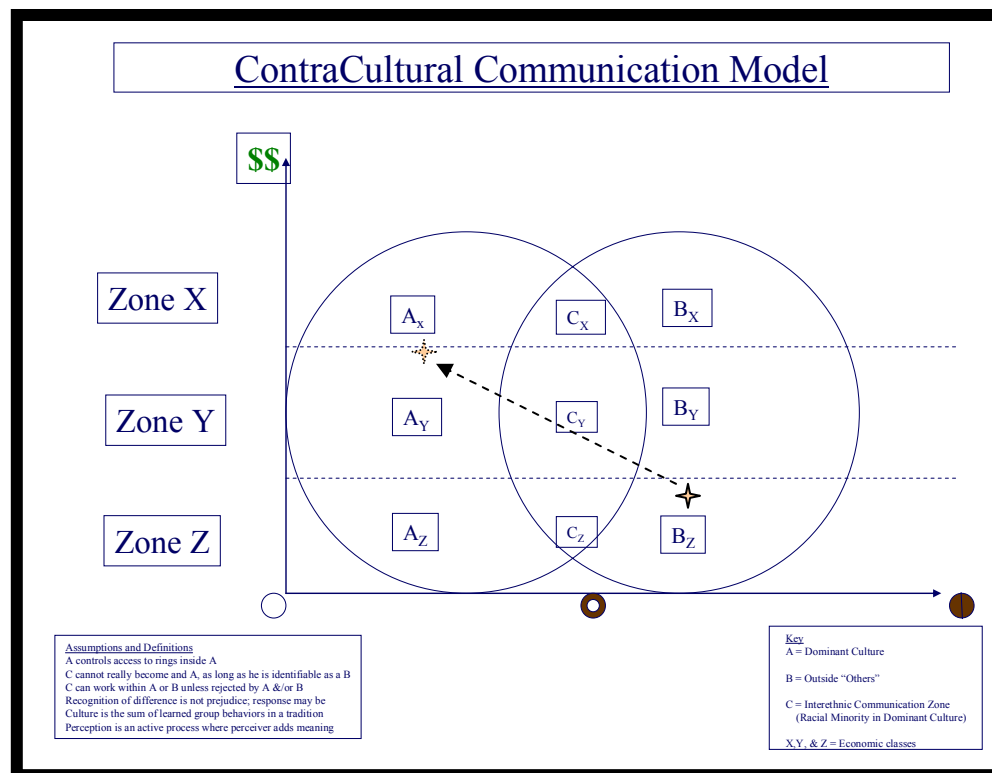 ContraCultural Communication Model
$$
Zone X
Ax
CX
BX
Zone Y
AY
CY
BY
Zone Z
AZ
CZ
BZ
Assumptions and Definitions
A controls access to rings inside A
C cannot really become and A, as long as he is identifiable as a B
C can work within A or B unless rejected by A &/or B
Recognition of difference is not prejudice; response may be
Culture is the sum of learned group behaviors in a tradition
Perception is an active process where perceiver adds meaning
Key
A = Dominant Culture
B = Outside “Others”
C = Interethnic Communication Zone
(Racial Minority in Dominant Culture)
X,Y, & Z = Economic classes